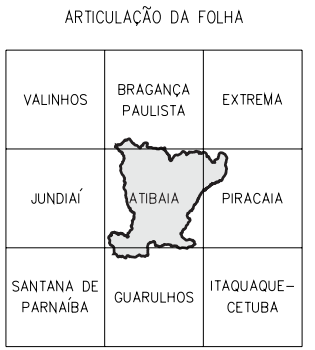 ARTICULAÇÃO DA FOLHA
VALINHOS
BRAGANÇA
PAULISTA
EXTREMA
JUNDIAÍ
ATIBAIA
PIRACAIA
SANTANA DE
PARNAÍBA
GUARULHOS
ITAQUAQUE-
CETUBA